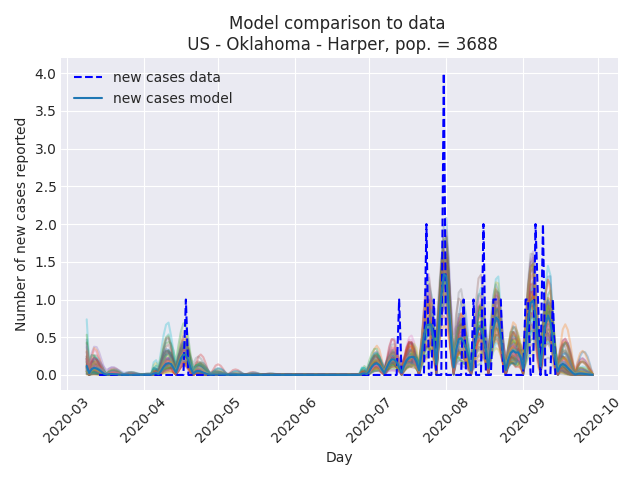 Model comparison to data
US - Oklahoma - Harper, pop. = 3688
new cases data
new cases model
Number of new cases reported
4.0
3.5
3.0
2.5
2.0
1.5
1.0
0.5
0.0
2020-03
2020-04
2020-05
2020-06
2020-07
2020-08
2020-09
2020-10
Day